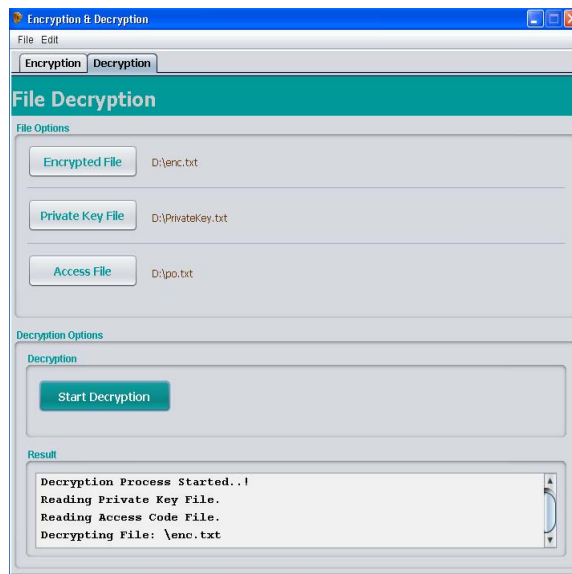 Encryption & Decryption
File Edit
Encryption Decryption
File Decryption
File Options
Encrypted File D:\enc.txt
Private Key File D:\PrivateKey.txt
Access File D:\po.txt
Decryption Options
Decryption
Start Decryption
Result
Decryption Process Started..!
Reading Private Key File.
Reading Access Code File.
Decrypting File: \enc.txt